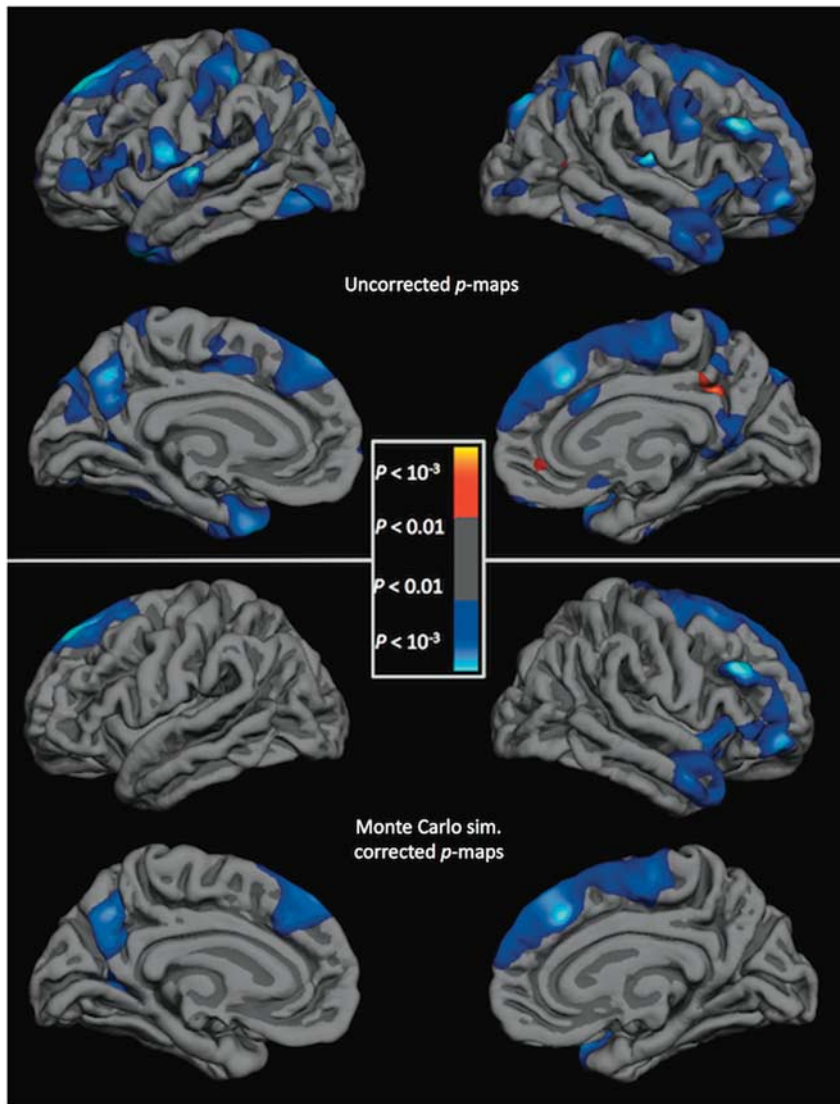 Uncorrected p-maps
P < 10⁻³
P < 0.01
P < 0.01
P < 10⁻³
Monte Carlo sim.
corrected p-maps